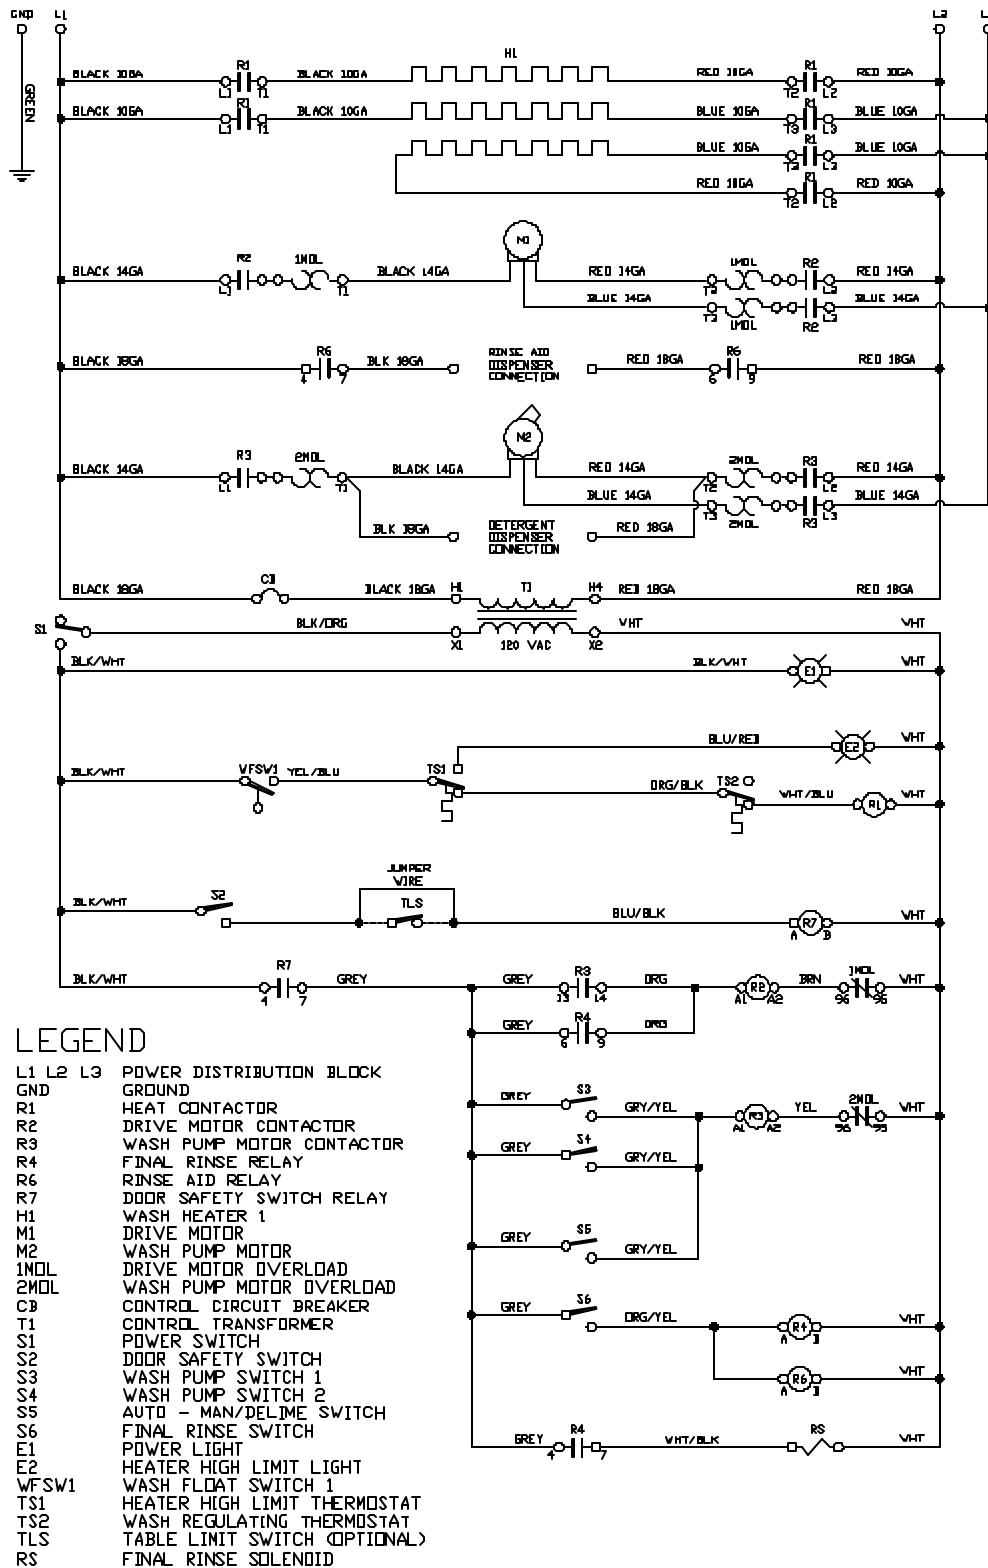 GND L1 L2 L
GREEN
H1
BLACK 10GA R1 BLACK 10GA RED 10GA R1 RED 10GA
L1 T1 T2 L2
BLACK 10GA R1 BLACK 10GA BLUE 10GA R1 BLUE 10GA
L1 T1 T3 L3
BLUE 10GA R1 BLUE 10GA
T3 L3
RED 10GA R1 RED 10GA
T2 L2
M1
BLACK 14GA R2 1MOL BLACK 14GA RED 14GA 1MOL R2 RED 14GA
L1 T1 T2 L2
BLUE 14GA BLUE 14GA
T3 1MOL R2 L3
BLACK 18GA R6 BLK 18GA RINSE AID RED 18GA R6 RED 18GA
DISPENSER
CONNECTION
4 7 6 9
M2
BLACK 14GA R3 2MOL BLACK 14GA RED 14GA 2MOL R3 RED 14GA
L1 T1 T2 L2
BLUE 14GA BLUE 14GA
T3 2MOL R3 L3
BLK 18GA DETERGENT RED 18GA
DISPENSER
CONNECTION
BLACK 18GA CB BLACK 18GA H1 T1 H4 RED 18GA RED 18GA
S1 BLK/ORG WHT WHT
X1 120 VAC X2
BLK/WHT BLK/WHT E1 WHT
BLU/RED E2 WHT
BLK/WHT WFSW1 YEL/BLU TS1 ORG/BLK TS2 WHT/BLU R1 WHT
JUMPER
WIRE
BLK/WHT S2 TLS BLU/BLK R7 WHT
A B
BLK/WHT R7 GREY GREY R3 ORG R2 BRN 1MOL WHT
4 7 13 14 A1 A2 96 95
GREY R4 ORG
6 9
GREY S3 GRY/YEL R3 YEL 2MOL WHT
A1 A2 96 95
GREY S4 GRY/YEL
GREY S5 GRY/YEL
GREY S6 ORG/YEL R4 WHT
A B
R6 WHT
A B
GREY R4 WHT/BLK RS WHT
4 7
LEGEND
L1 L2 L3 POWER DISTRIBUTION BLOCK
GND GROUND
R1 HEAT CONTACTOR
R2 DRIVE MOTOR CONTACTOR
R3 WASH PUMP MOTOR CONTACTOR
R4 FINAL RINSE RELAY
R6 RINSE AID RELAY
R7 DOOR SAFETY SWITCH RELAY
H1 WASH HEATER 1
M1 DRIVE MOTOR
M2 WASH PUMP MOTOR
1MOL DRIVE MOTOR OVERLOAD
2MOL WASH PUMP MOTOR OVERLOAD
CB CONTROL CIRCUIT BREAKER
T1 CONTROL TRANSFORMER
S1 POWER SWITCH
S2 DOOR SAFETY SWITCH
S3 WASH PUMP SWITCH 1
S4 WASH PUMP SWITCH 2
S5 AUTO - MAN/DELIME SWITCH
S6 FINAL RINSE SWITCH
E1 POWER LIGHT
E2 HEATER HIGH LIMIT LIGHT
WFSW1 WASH FLOAT SWITCH 1
TS1 HEATER HIGH LIMIT THERMOSTAT
TS2 WASH REGULATING THERMOSTAT
TLS TABLE LIMIT SWITCH (OPTIONAL)
RS FINAL RINSE SOLENOID